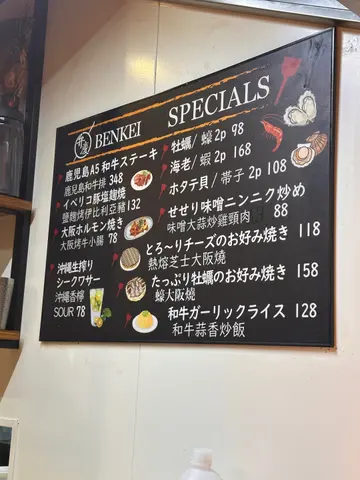 BENKEI SPECIALS
鹿児島A5和牛ステーキ
鹿児島和牛排 348
イベリコ豚塩麹焼
鹽麹烤伊比利亞豬 132
大阪ホルモン焼き
大阪烤牛小腸 78
沖縄生搾り
シークワサー
沖縄香檸
SOUR 78
牡蠣/ 蠔 2p 98
海老/ 蝦 2p 168
ホタテ貝/ 帯子 2p 108
せせり味噌ニンニク炒め
味噌大蒜炒雞頸肉 88
とろ～りチーズのお好み焼き 118
熱熔芝士大阪燒
たっぷり牡蠣のお好み焼き 158
蠔大阪燒
和牛ガーリックライス 128
和牛蒜香炒飯